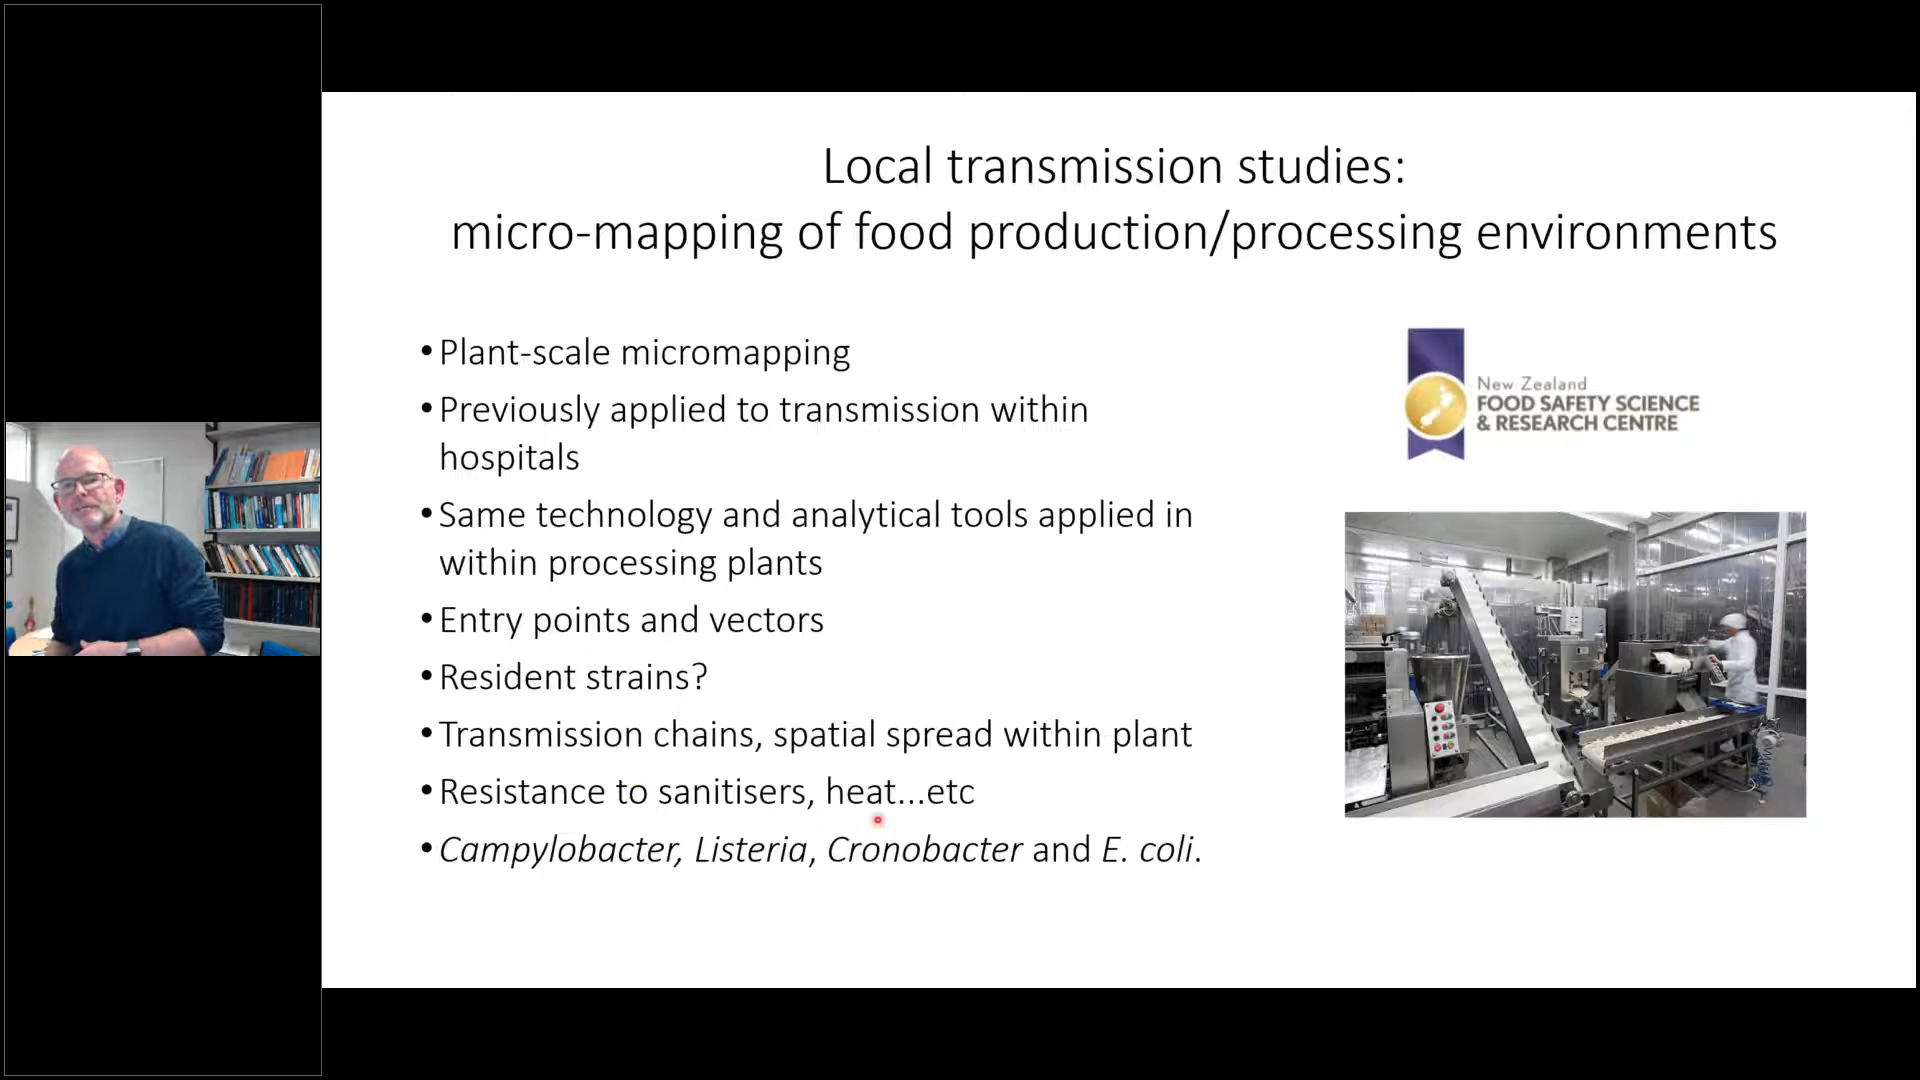 Local transmission studies:
micro-mapping of food production/processing environments
•Plant-scale micromapping
•Previously applied to transmission within
hospitals
•Same technology and analytical tools applied in
within processing plants
•Entry points and vectors
•Resident strains?
•Transmission chains, spatial spread within plant
•Resistance to sanitisers, heat...etc
•Campylobacter, Listeria, Cronobacter and E. coli.
New Zealand
FOOD SAFETY SCIENCE
& RESEARCH CENTRE